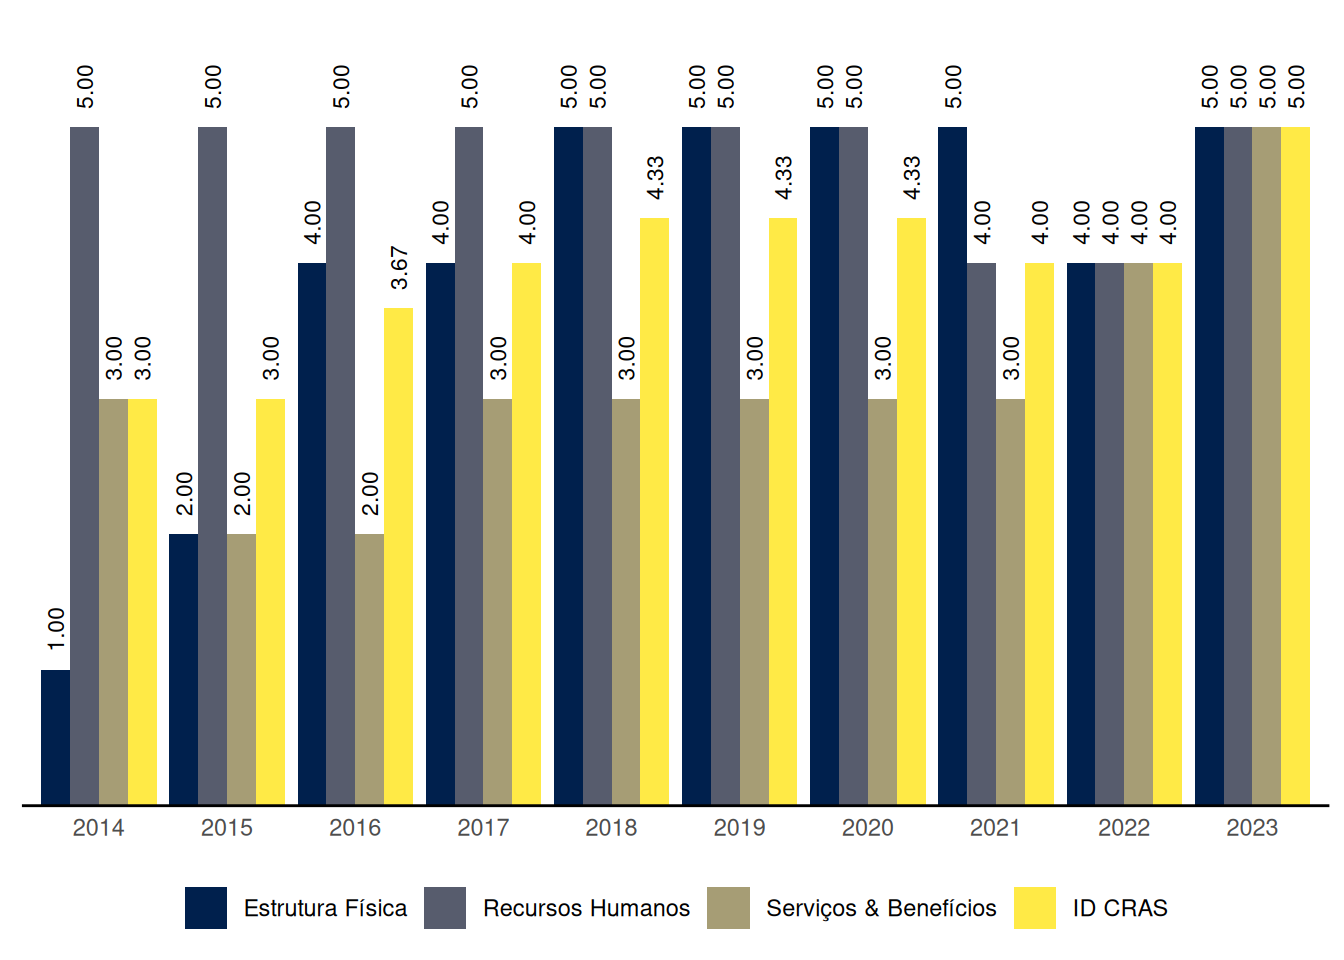 5.00 5.00 5.00 5.00 5.00 5.00 5.00 5.00 5.00 5.00 5.00 5.00 5.00 5.00 5.00
4.33 4.33 4.33
4.00 4.00 4.00 4.00 4.00 4.00 4.00 4.00 4.00
3.67
3.00 3.00 3.00 3.00 3.00 3.00 3.00 3.00
2.00 2.00 2.00
1.00
2014 2015 2016 2017 2018 2019 2020 2021 2022 2023
Estrutura Física Recursos Humanos Serviços & Benefícios ID CRAS